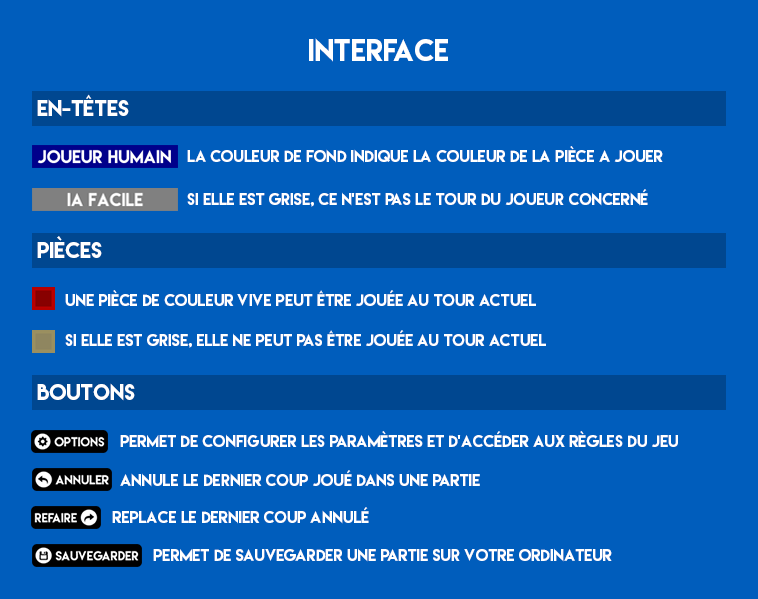 INTERFACE
EN-TÊTES
JOUEUR HUMAIN LA COULEUR DE FOND INDIQUE LA COULEUR DE LA PIÈCE A JOUER
IA FACILE SI ELLE EST GRISE, CE N'EST PAS LE TOUR DU JOUEUR CONCERNÉ
PIÈCES
UNE PIÈCE DE COULEUR VIVE PEUT ÊTRE JOUÉE AU TOUR ACTUEL
SI ELLE EST GRISE, ELLE NE PEUT PAS ÊTRE JOUÉE AU TOUR ACTUEL
BOUTONS
OPTIONS PERMET DE CONFIGURER LES PARAMÈTRES ET D'ACCÉDER AUX RÈGLES DU JEU
ANNULER ANNULE LE DERNIER COUP JOUÉ DANS UNE PARTIE
REFAIRE REPLACE LE DERNIER COUP ANNULÉ
SAUVEGARDER PERMET DE SAUVEGARDER UNE PARTIE SUR VOTRE ORDINATEUR